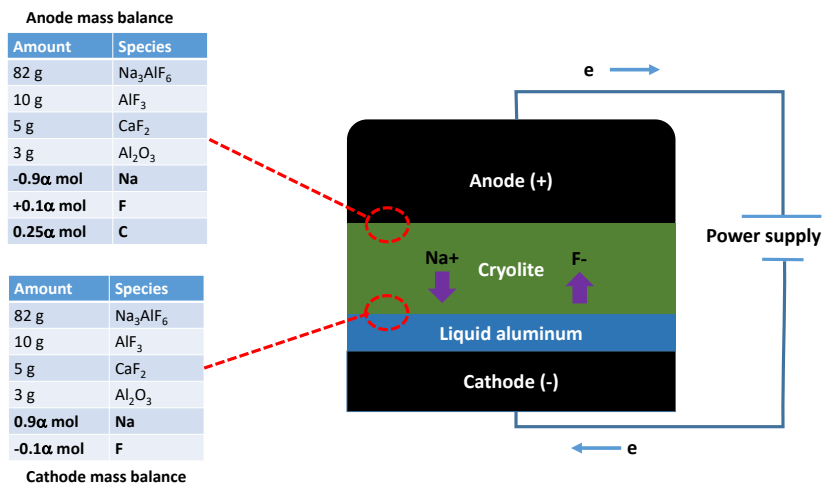 Anode mass balance
Amount Species
82 g Na₃AlF₆
10 g AlF₃
5 g CaF₂
3 g Al₂O₃
-0.9α mol Na
+0.1α mol F
0.25α mol C
Amount Species
82 g Na₃AlF₆
10 g AlF₃
5 g CaF₂
3 g Al₂O₃
0.9α mol Na
-0.1α mol F
Cathode mass balance
e
Anode (+)
Na+ F-
Cryolite
Liquid aluminum
Cathode (-)
Power supply
e